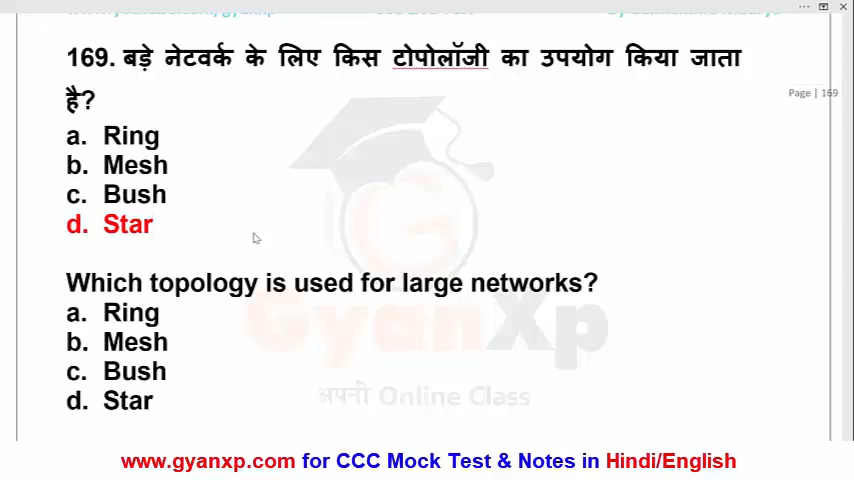 169. बड़े नेटवर्क के लिए किस टोपोलॉजी का उपयोग किया जाता
है?
Page | 169
a. Ring
b. Mesh
c. Bush
d. Star
Which topology is used for large networks?
a. Ring
b. Mesh
c. Bush
d. Star
GyanXp
अपनी Online Class
www.gyanxp.com for CCC Mock Test & Notes in Hindi/English